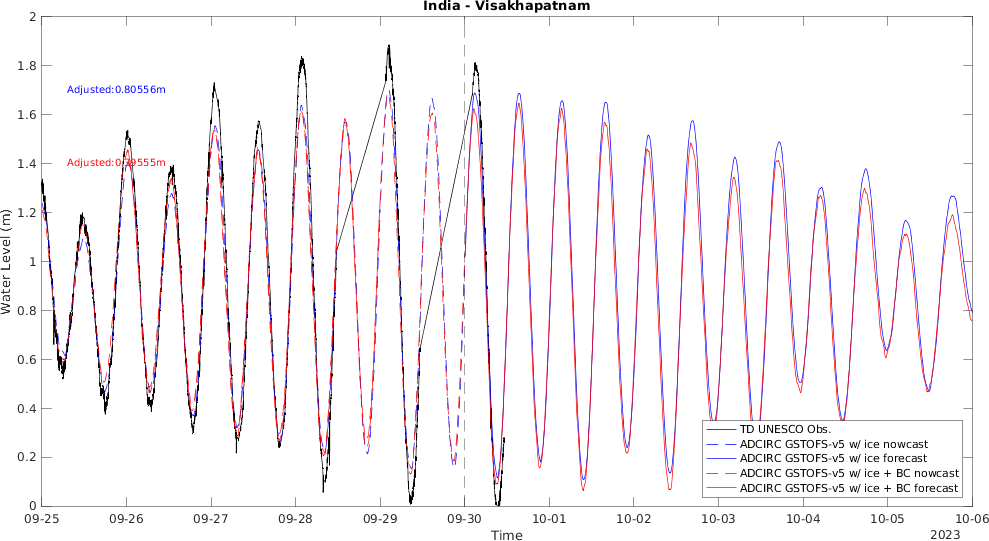 India - Visakhapatnam
2
1.8
1.6
1.4
1.2
1
0.8
0.6
0.4
0.2
0
Water Level (m)
Adjusted:0.80556m
Adjusted:0.79555m
TD UNESCO Obs.
ADCIRC GSTOFS-v5 w/ ice nowcast
ADCIRC GSTOFS-v5 w/ ice forecast
ADCIRC GSTOFS-v5 w/ ice + BC nowcast
ADCIRC GSTOFS-v5 w/ ice + BC forecast
09-25 09-26 09-27 09-28 09-29 09-30 10-01 10-02 10-03 10-04 10-05 10-06
Time
2023